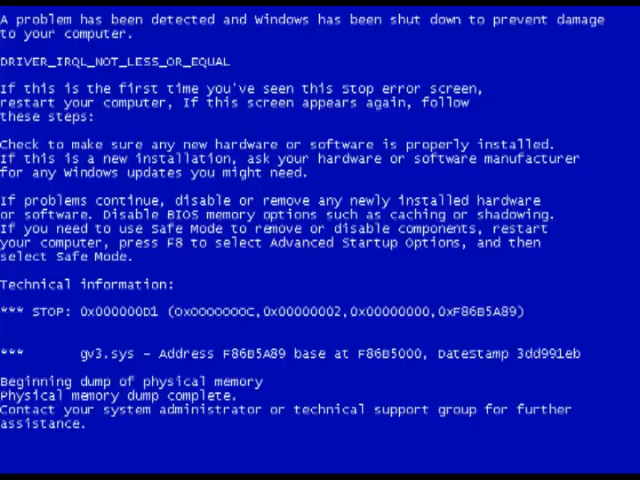 A problem has been detected and Windows has been shut down to prevent damage
to your computer.
DRIVER_IRQL_NOT_LESS_OR_EQUAL
If this is the first time you've seen this Stop error screen,
restart your computer, If this screen appears again, follow
these steps:
Check to make sure any new hardware or software is properly installed.
If this is a new installation, ask your hardware or software manufacturer
for any Windows updates you might need.
If problems continue, disable or remove any newly installed hardware
or software. Disable BIOS memory options such as caching or shadowing.
If you need to use Safe Mode to remove or disable components, restart
your computer, press F8 to select Advanced Startup Options, and then
select Safe Mode.
Technical information:
*** STOP: 0x000000D1 (0x0000000C,0x00000002,0x00000000,0xF86B5A89)
*** gv3.sys - Address F86B5A89 base at F86B5000, DateStamp 3dd991eb
Beginning dump of physical memory
Physical memory dump complete.
Contact your system administrator or technical support group for further
assistance.